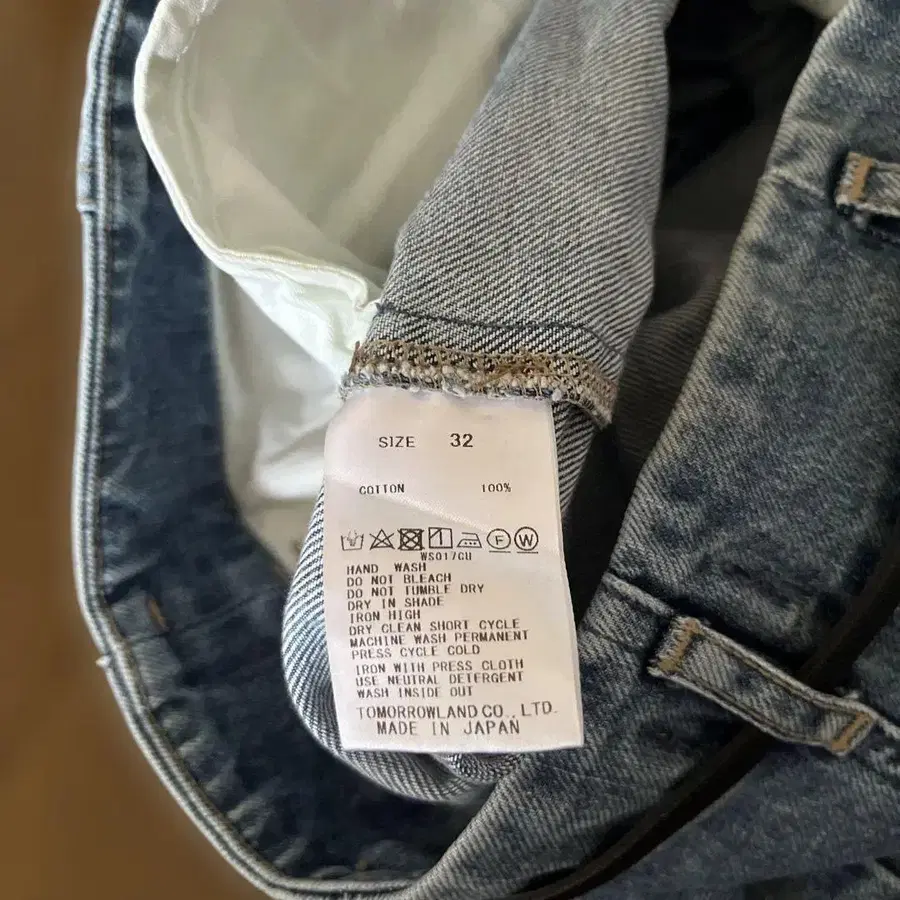 SIZE 32
COTTON 100%
F W
WS017CU
HAND WASH
DO NOT BLEACH
DO NOT TUMBLE DRY
DRY IN SHADE
IRON HIGH
DRY CLEAN SHORT CYCLE
MACHINE WASH PERMANENT
PRESS CYCLE COLD
IRON WITH PRESS CLOTH
USE NEUTRAL DETERGENT
WASH INSIDE OUT
TOMORROWLAND CO.,LTD.
MADE IN JAPAN